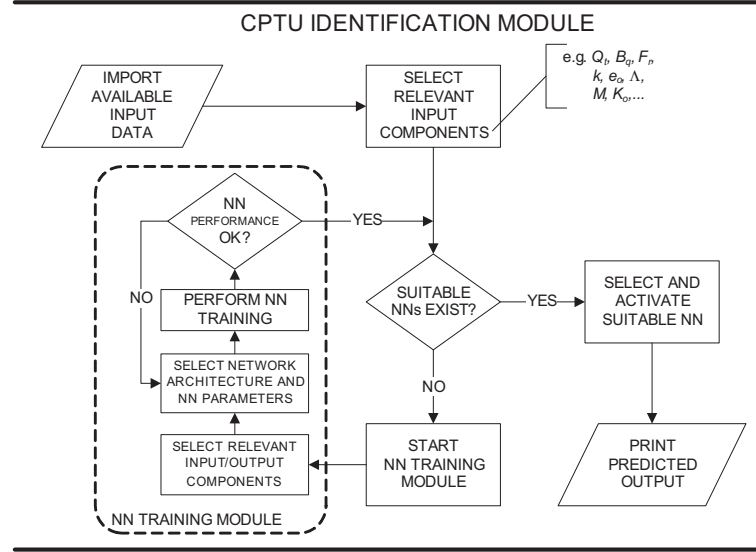 CPTU IDENTIFICATION MODULE
IMPORT
AVAILABLE
INPUT
DATA
SELECT
RELEVANT
INPUT
COMPONENTS
e.g. Qt, Bq, Fr,
k, eo, Λ,
M, Ko,...
NN
PERFORMANCE
OK?
YES
NO
PERFORM NN
TRAINING
SELECT NETWORK
ARCHITECTURE AND
NN PARAMETERS
SELECT RELEVANT
INPUT/OUTPUT
COMPONENTS
NN TRAINING MODULE
SUITABLE
NNs EXIST?
YES
NO
START
NN TRAINING
MODULE
SELECT AND
ACTIVATE
SUITABLE NN
PRINT
PREDICTED
OUTPUT